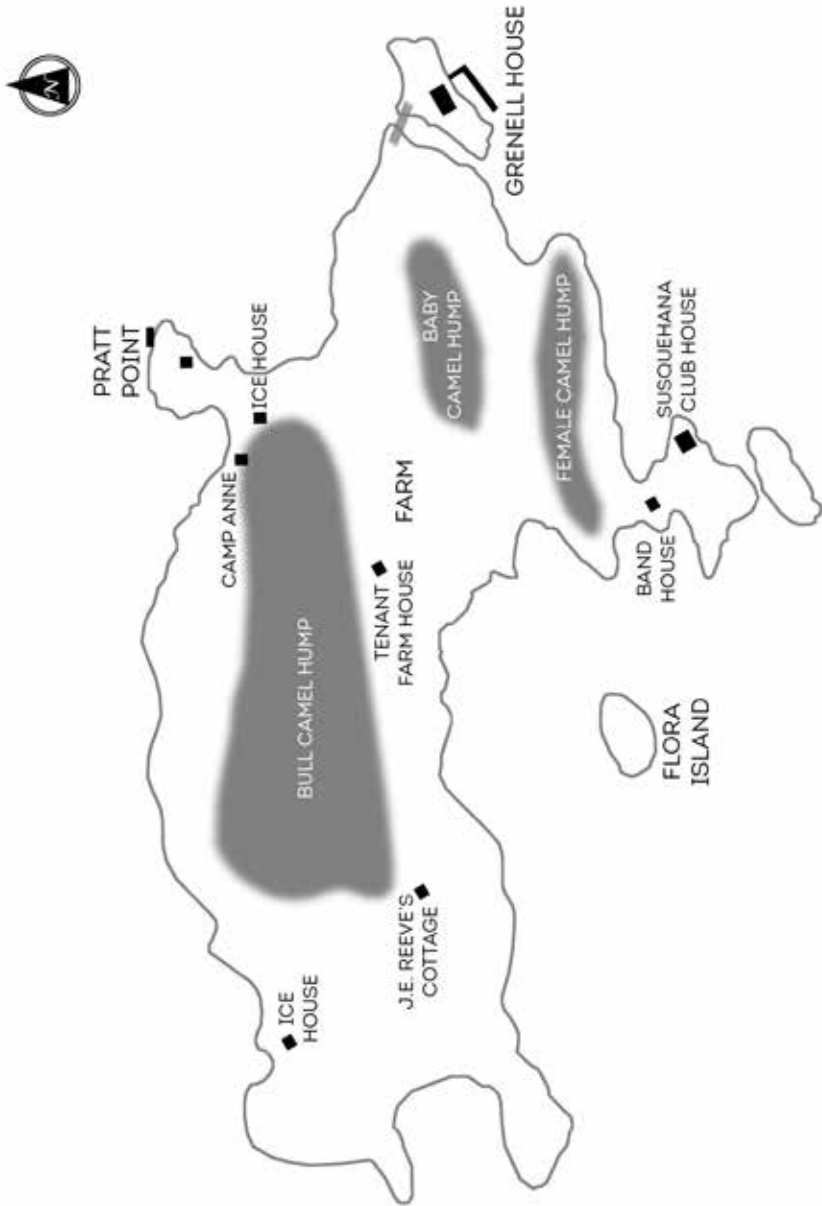 N
PRATT
POINT
CAMP ANNE
ICE HOUSE
ICE
HOUSE
BULL CAMEL HUMP
TENANT
FARM HOUSE
FARM
J.E. REEVE'S
COTTAGE
BABY
CAMEL HUMP
GRENELL HOUSE
FEMALE CAMEL HUMP
BAND
HOUSE
SUSQUEHANA
CLUB HOUSE
FLORA
ISLAND